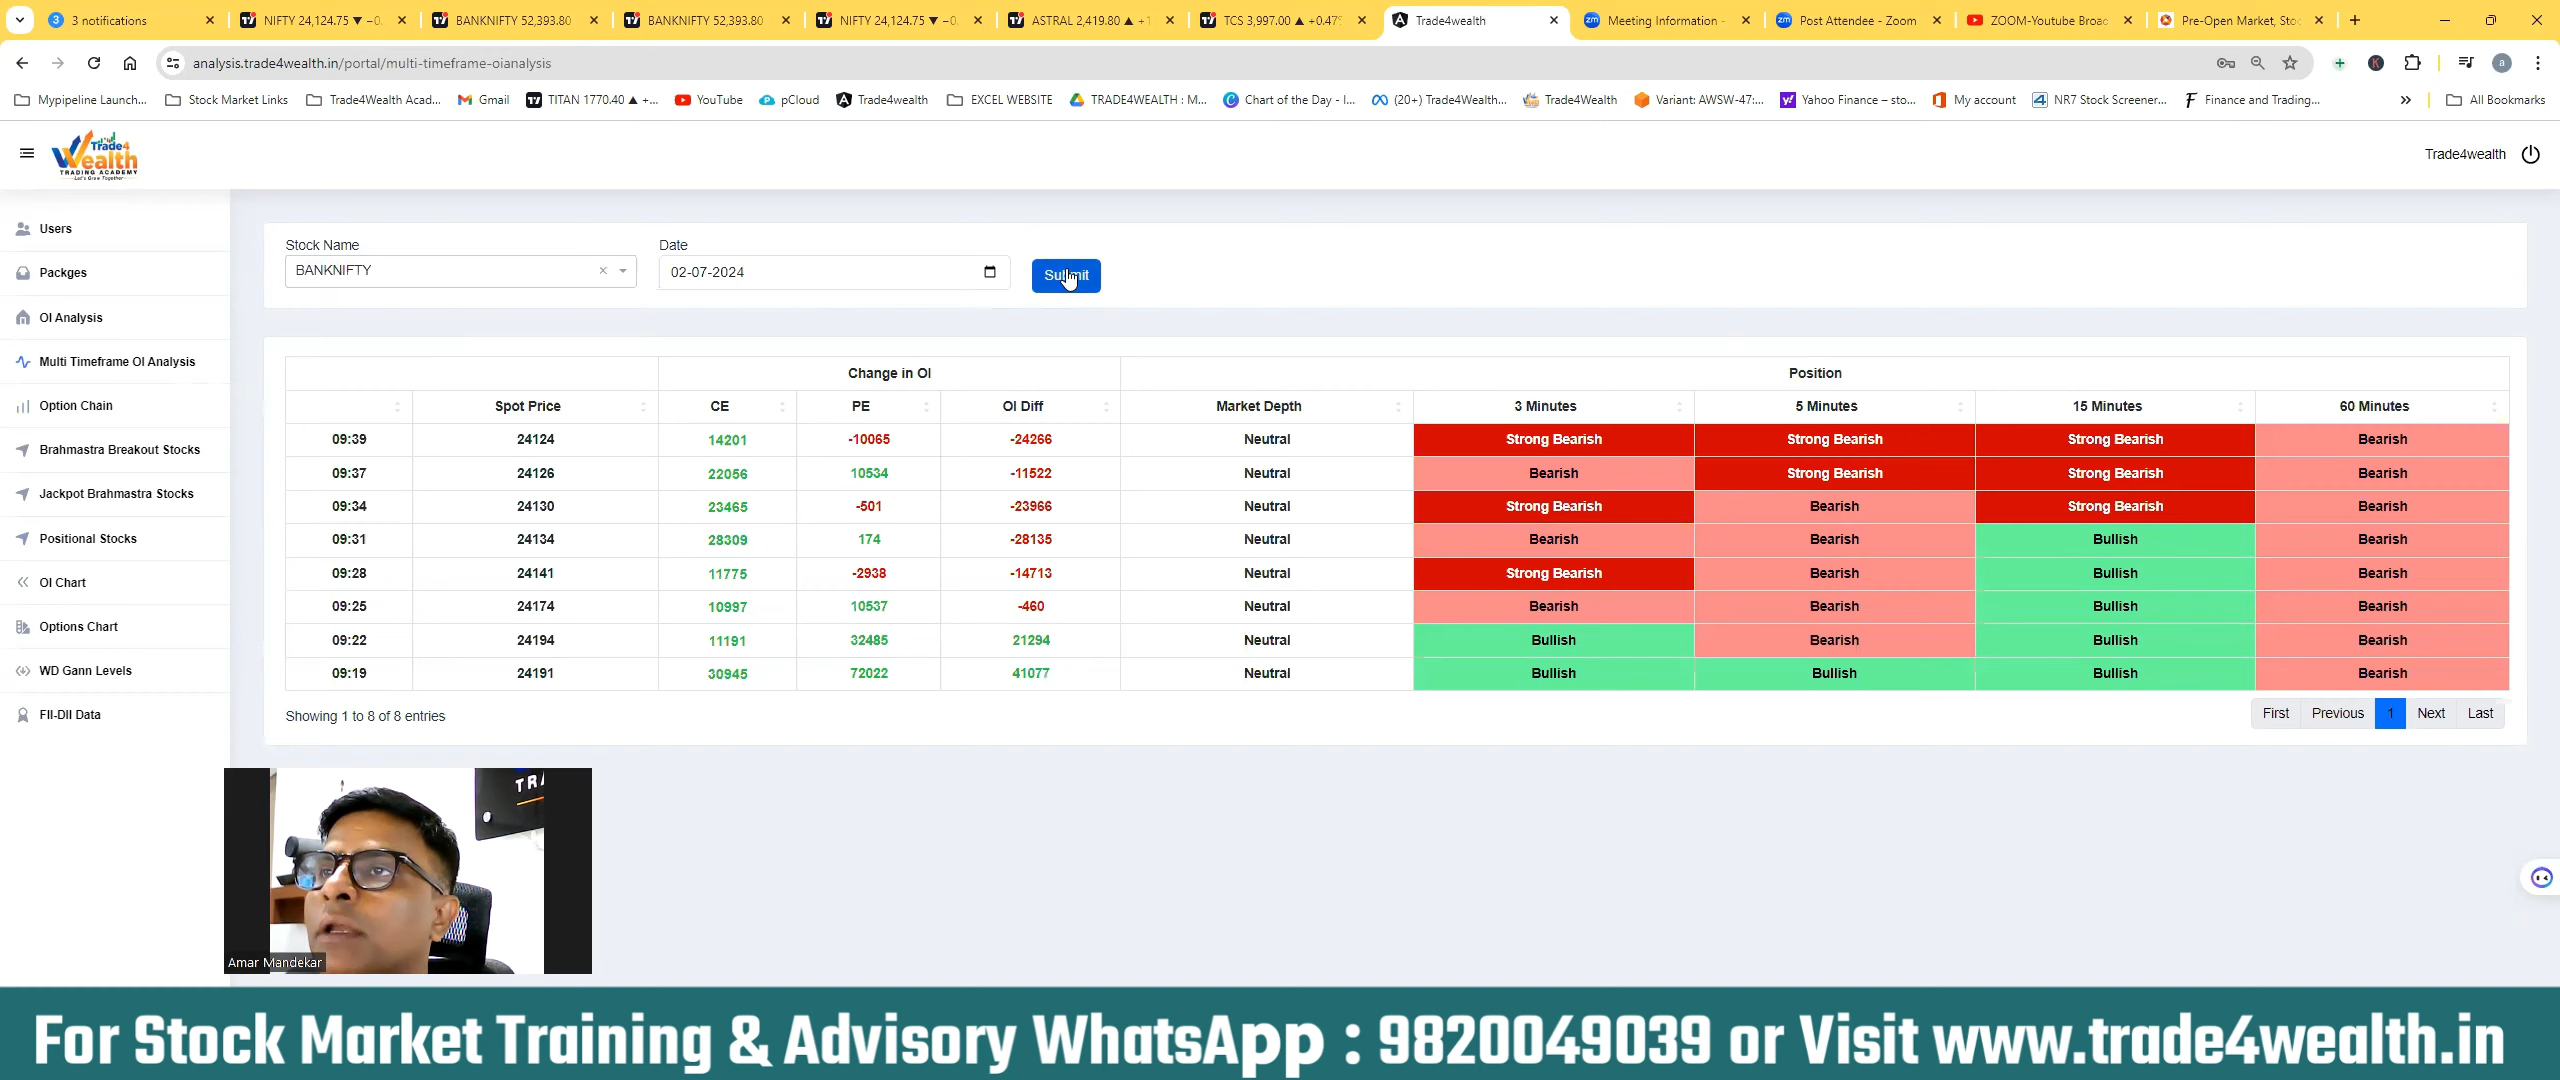 3 notifications
NIFTY 24,124.75 ▼ −0.
BANKNIFTY 52,393.80
BANKNIFTY 52,393.80
NIFTY 24,124.75 ▼ −0.
ASTRAL 2,419.80 ▲ +1
TCS 3,997.00 ▲ +0.47%
Trade4wealth
Meeting Information -
Post Attendee - Zoom
ZOOM-Youtube Broad
Pre-Open Market, Stoc
analysis.trade4wealth.in/portal/multi-timeframe-oianalysis
Mypipeline Launch...
Stock Market Links
Trade4Wealth Acad...
Gmail
TITAN 1770.40 ▲ +...
YouTube
pCloud
Trade4wealth
EXCEL WEBSITE
TRADE4WEALTH : M...
Chart of the Day - I...
(20+) Trade4Wealth...
Trade4Wealth
Variant: AWSW-47:...
Yahoo Finance – sto...
My account
NR7 Stock Screener...
Finance and Trading...
All Bookmarks
Trade4
Wealth
TRADING ACADEMY
Let's Grow Together
Trade4wealth
Users
Packges
OI Analysis
Multi Timeframe OI Analysis
Option Chain
Brahmastra Breakout Stocks
Jackpot Brahmastra Stocks
Positional Stocks
OI Chart
Options Chart
WD Gann Levels
FII-DII Data
Stock Name
Date
BANKNIFTY
02-07-2024
Submit
Change in OI Position
Spot Price CE PE OI Diff Market Depth 3 Minutes 5 Minutes 15 Minutes 60 Minutes
09:39 24124 14201 -10065 -24266 Neutral Strong Bearish Strong Bearish Strong Bearish Bearish
09:37 24126 22056 10534 -11522 Neutral Bearish Strong Bearish Strong Bearish Bearish
09:34 24130 23465 -501 -23966 Neutral Strong Bearish Bearish Strong Bearish Bearish
09:31 24134 28309 174 -28135 Neutral Bearish Bearish Bullish Bearish
09:28 24141 11775 -2938 -14713 Neutral Strong Bearish Bearish Bullish Bearish
09:25 24174 10997 10537 -460 Neutral Bearish Bearish Bullish Bearish
09:22 24194 11191 32485 21294 Neutral Bullish Bearish Bullish Bearish
09:19 24191 30945 72022 41077 Neutral Bullish Bullish Bullish Bearish
Showing 1 to 8 of 8 entries
First Previous 1 Next Last
TRA
Amar Mandekar
For Stock Market Training & Advisory WhatsApp : 9820049039 or Visit www.trade4wealth.in